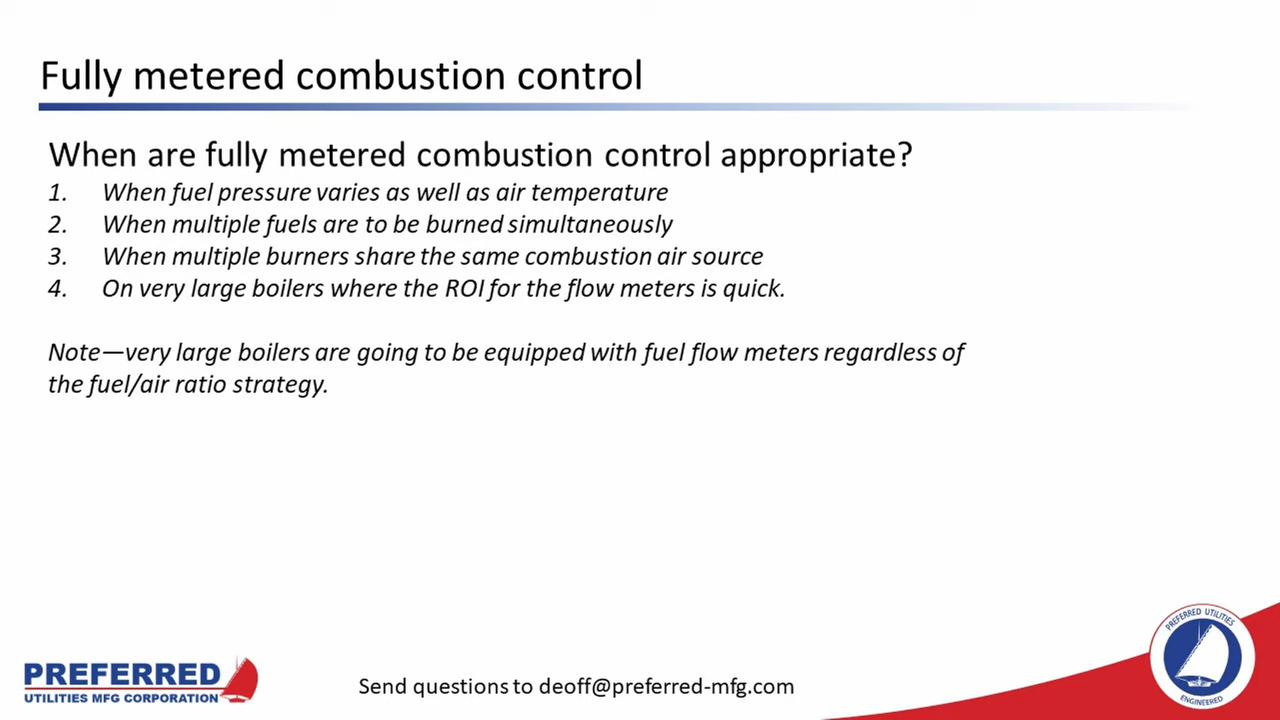 Fully metered combustion control
When are fully metered combustion control appropriate?
1. When fuel pressure varies as well as air temperature
2. When multiple fuels are to be burned simultaneously
3. When multiple burners share the same combustion air source
4. On very large boilers where the ROI for the flow meters is quick.
Note—very large boilers are going to be equipped with fuel flow meters regardless of
the fuel/air ratio strategy.
PREFERRED
UTILITIES MFG CORPORATION
Send questions to deoff@preferred-mfg.com
PREFERRED UTILITIES
ENGINEERED